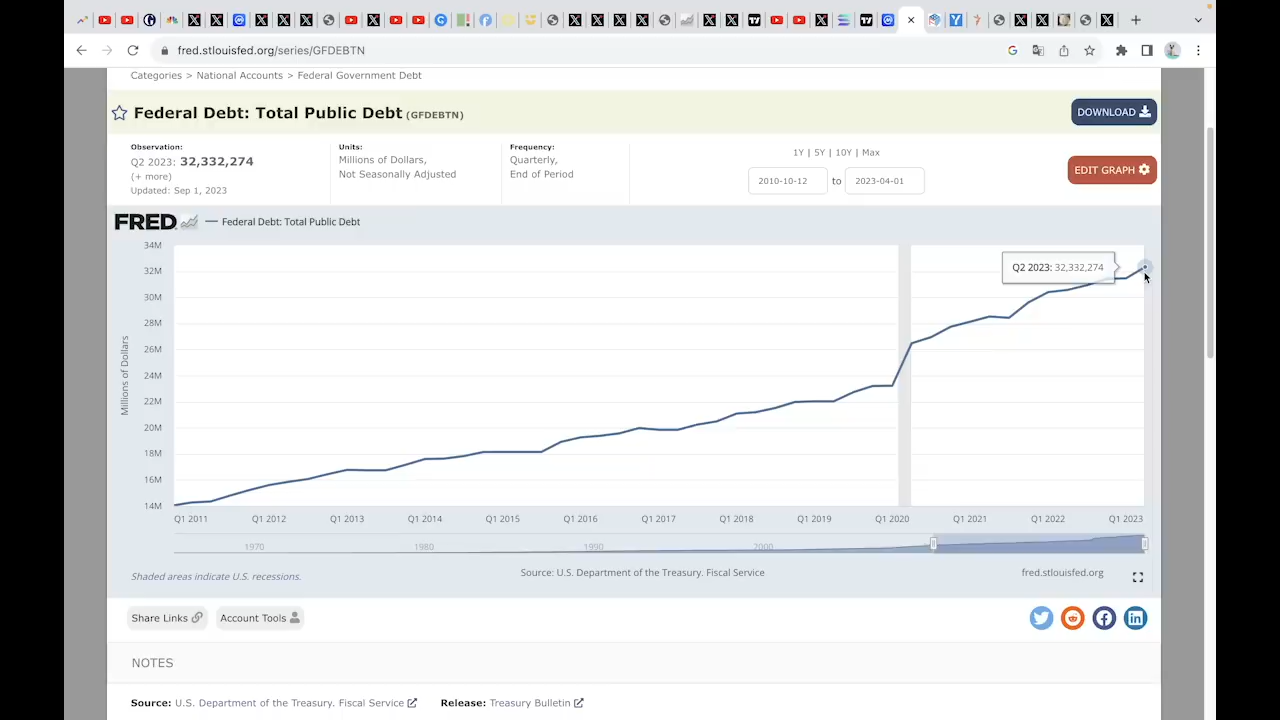 fred.stlouisfed.org/series/GFDEBTN
Categories > National Accounts > Federal Government Debt
Federal Debt: Total Public Debt (GFDEBTN)
DOWNLOAD
Observation:
Q2 2023: 32,332,274
(+ more)
Updated: Sep 1, 2023
Units:
Millions of Dollars,
Not Seasonally Adjusted
Frequency:
Quarterly,
End of Period
1Y | 5Y | 10Y | Max
2010-10-12 to 2023-04-01
EDIT GRAPH
FRED Federal Debt: Total Public Debt
34M
32M
30M
28M
26M
24M
22M
20M
18M
16M
14M
Millions of Dollars
Q2 2023: 32,332,274
Q1 2011 Q1 2012 Q1 2013 Q1 2014 Q1 2015 Q1 2016 Q1 2017 Q1 2018 Q1 2019 Q1 2020 Q1 2021 Q1 2022 Q1 2023
1970 1980 1990 2000
Shaded areas indicate U.S. recessions.
Source: U.S. Department of the Treasury. Fiscal Service
fred.stlouisfed.org
Share Links Account Tools
NOTES
Source: U.S. Department of the Treasury. Fiscal Service Release: Treasury Bulletin